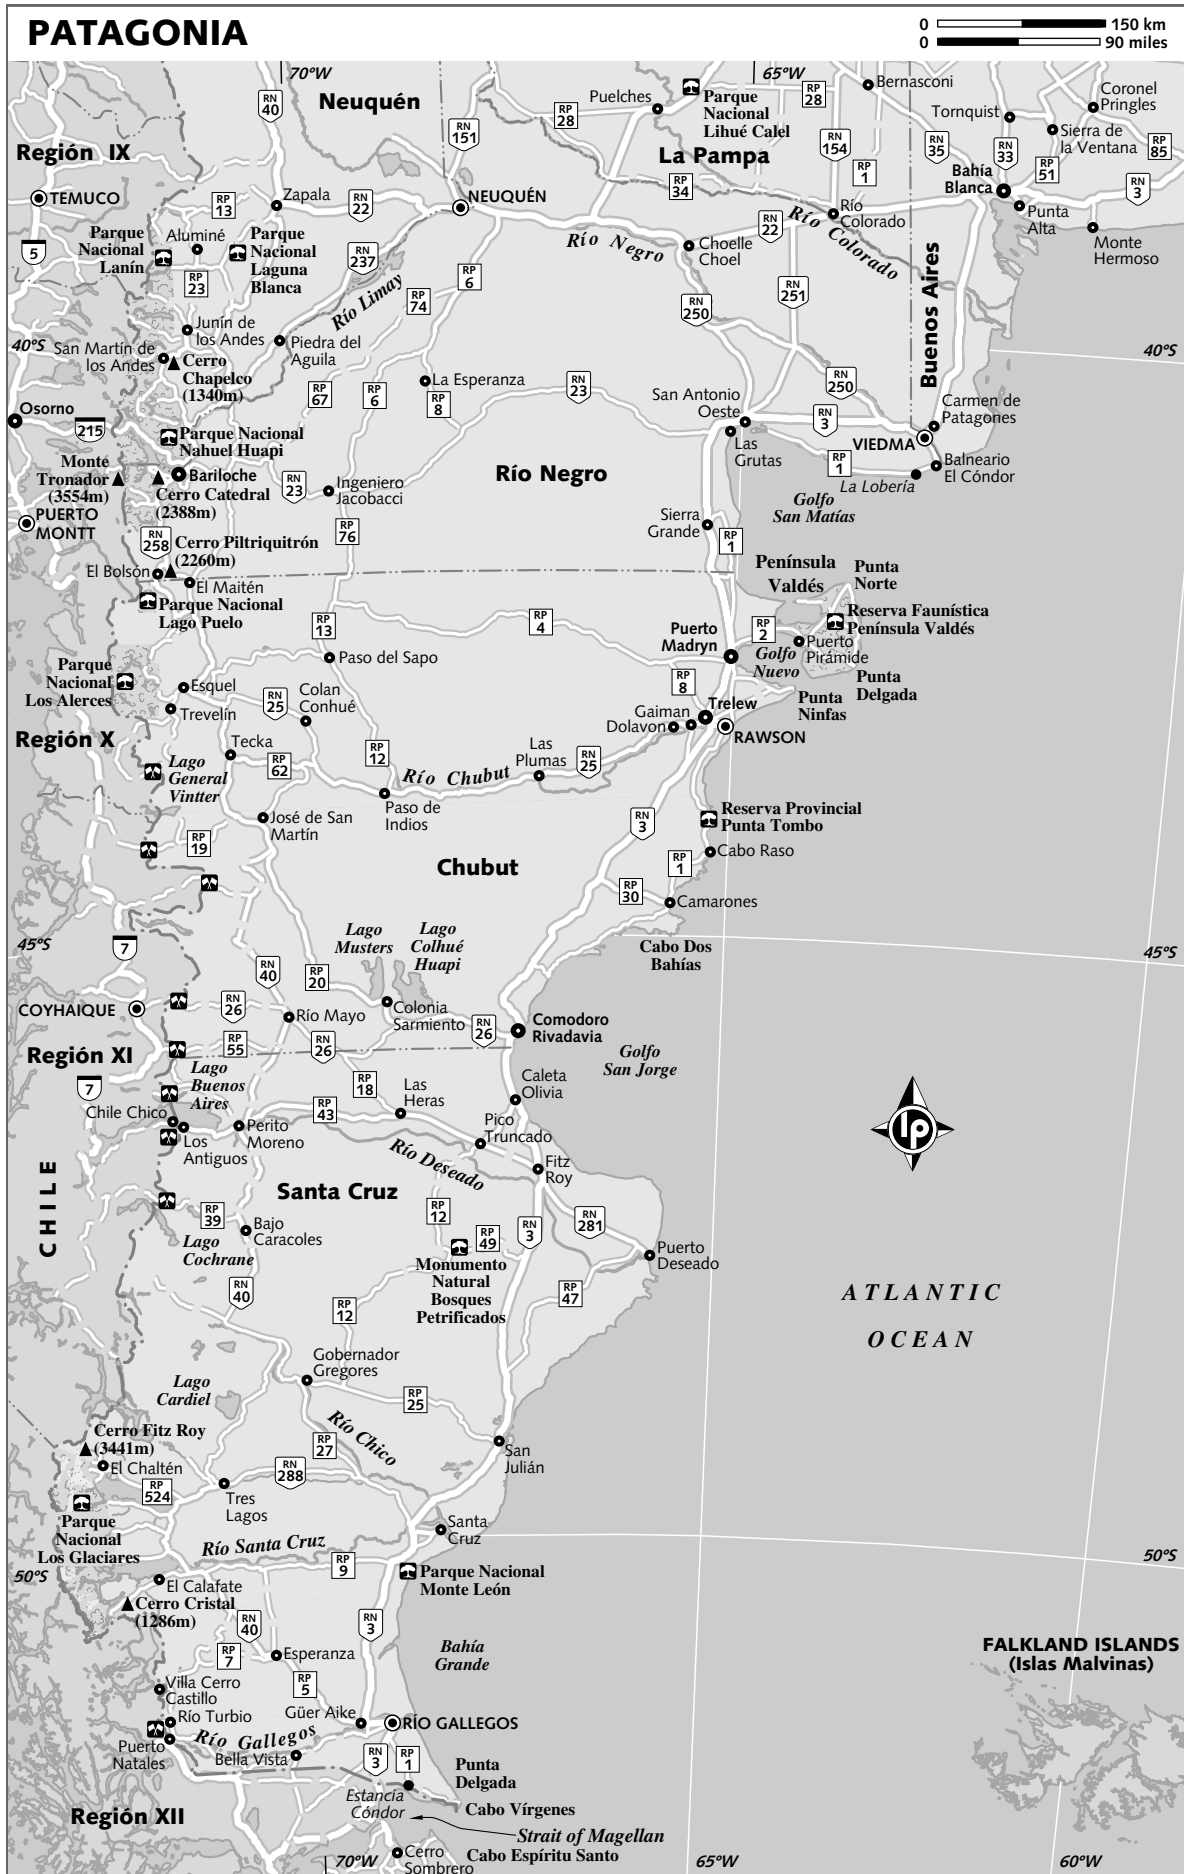 PATAGONIA
0 150 km
0 90 miles
70°W
65°W
Neuquén
RN
40
RN
151
RP
28
Puelches
Parque
Nacional
Lihué Calel
RP
28
Bernasconi
Coronel
Pringles
Tornquist
Sierra de
la Ventana
RP
85
Región IX
La Pampa
RN
154
RN
35
RN
33
RP
51
RP
1
RP
34
Bahía
Blanca
RN
3
TEMUCO
Zapala
RP
13
RN
22
NEUQUÉN
Río
Colorado
Punta
Alta
Monte
Hermoso
Parque
Nacional
Lanín
Aluminé
Parque
Nacional
Laguna
Blanca
5
RP
23
RN
237
Río Negro
Choelle
Choel
RN
22
Río Colorado
RP
6
RP
74
Río Limay
RN
250
RN
251
Buenos Aires
Junín de
los Andes
Piedra del
Aguila
40°S
40°S
San Martín de
los Andes
Cerro
Chapelco
(1340m)
La Esperanza
RP
67
RP
6
RP
8
RN
23
RN
250
San Antonio
Oeste
Carmen de
Patagones
Osorno
215
RN
3
VIEDMA
Las
Grutas
RP
1
Balneario
El Cóndor
La Lobería
Parque Nacional
Nahuel Huapi
Monte
Tronador
(3554m)
Bariloche
Cerro Catedral
(2388m)
Río Negro
RN
23
Ingeniero
Jacobacci
Golfo
San Matías
PUERTO
MONTT
RN
258
Cerro Piltriquitrón
(2260m)
RP
76
Sierra
Grande
RP
1
El Bolsón
El Maitén
Península
Valdés
Punta
Norte
Parque Nacional
Lago Puelo
RP
13
RP
4
Puerto
Madryn
RP
2
Reserva Faunística
Península Valdés
Puerto
Pirámide
Golfo
Nuevo
Paso del Sapo
Parque
Nacional
Los Alerces
Esquel
Trevelín
RN
25
Colan
Conhué
RP
8
Punta
Delgada
Punta
Ninfas
Trelew
Gaiman
Dolavon
RAWSON
Región X
Tecka
RP
62
RP
12
Las
Plumas
RN
25
Río Chubut
Lago
General
Vintter
Paso de
Indios
José de San
Martín
RP
19
RN
3
Reserva Provincial
Punta Tombo
Cabo Raso
Chubut
RP
1
RP
30
Camarones
45°S
45°S
7
Lago
Musters
Lago
Colhué
Huapi
Cabo Dos
Bahías
RN
40
RP
20
COYHAIQUE
RN
26
Río Mayo
Colonia
Sarmiento
RN
26
Comodoro
Rivadavia
Región XI
RP
55
RN
26
Golfo
San Jorge
7
Lago
Buenos
Aires
RP
18
Las
Heras
Caleta
Olivia
Chile Chico
Los
Antiguos
Perito
Moreno
RP
43
Pico
Truncado
Río Deseado
Fitz
Roy
CHILE
Santa Cruz
RP
39
Bajo
Caracoles
RP
12
RP
49
RN
3
RN
281
Lago
Cochrane
Monumento
Natural
Bosques
Petrificados
Puerto
Deseado
RN
40
RP
12
RP
47
ATLANTIC
OCEAN
Gobernador
Gregores
Lago
Cardiel
RP
25
Cerro Fitz Roy
(3441m)
El Chaltén
Río Chico
RP
27
San
Julián
RN
288
RP
524
Tres
Lagos
Parque
Nacional
Los Glaciares
Santa
Cruz
Río Santa Cruz
50°S
50°S
RP
9
Parque Nacional
Monte León
El Calafate
Cerro Cristal
(1286m)
RN
40
RN
3
RP
7
Esperanza
Bahía
Grande
FALKLAND ISLANDS
(Islas Malvinas)
Villa Cerro
Castillo
RP
5
Río Turbio
Güer Aike
RÍO GALLEGOS
Río Gallegos
Puerto
Natales
Bella Vista
RN
3
RP
1
Punta
Delgada
Estancia
Cóndor
Región XII
Cabo Vírgenes
Strait of Magellan
Cerro
Sombrero
Cabo Espíritu Santo
70°W
65°W
60°W
lp